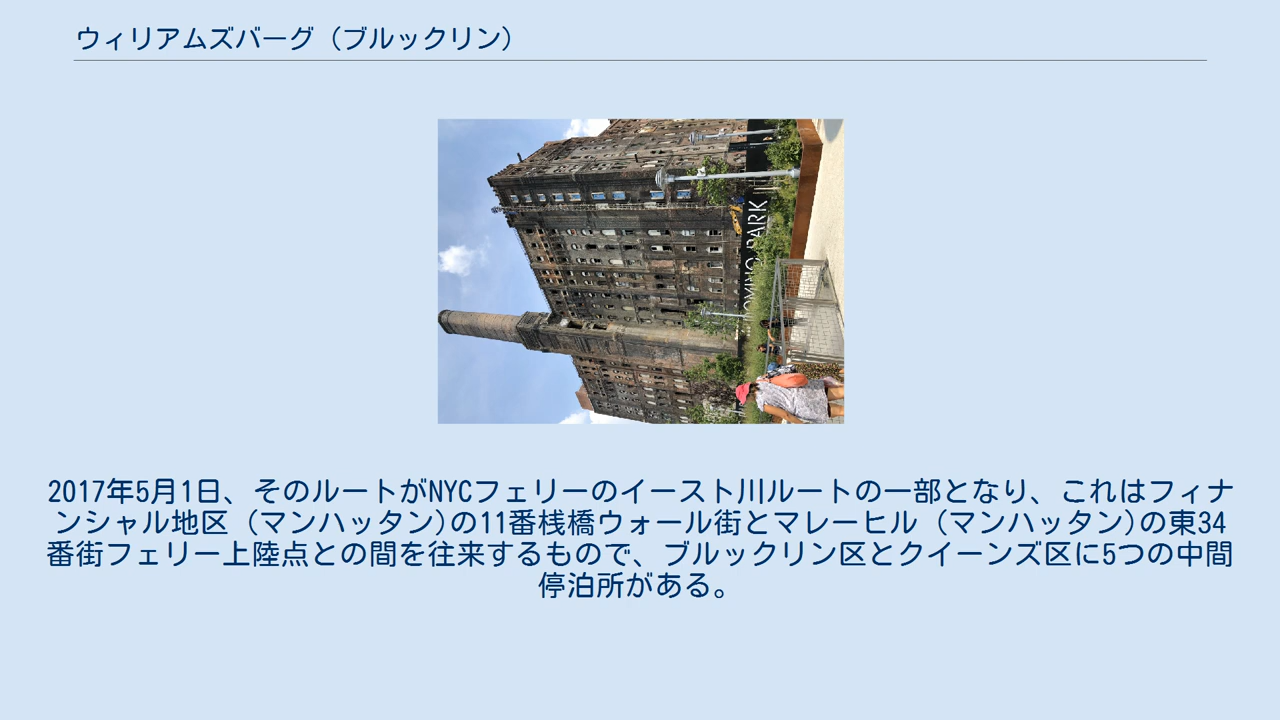 ウィリアムズバーグ（ブルックリン）
DOMINO PARK
2017年5月1日、そのルートがNYCフェリーのイースト川ルートの一部となり、これはフィナ
ンシャル地区（マンハッタン)の11番桟橋ウォール街とマレーヒル（マンハッタン)の東34
番街フェリー上陸点との間を往来するもので、ブルックリン区とクイーンズ区に5つの中間
停泊所がある。